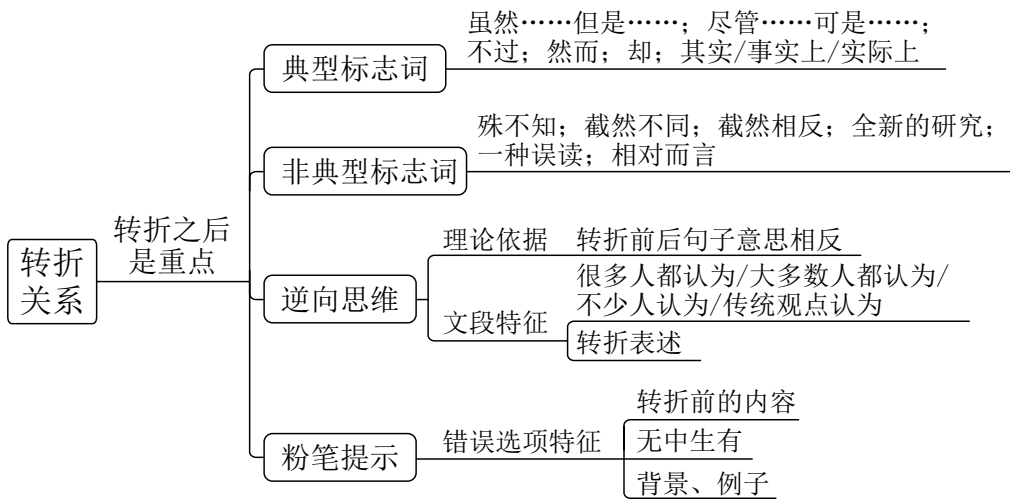 虽然……但是……；尽管……可是……；
不过；然而；却；其实/事实上/实际上
典型标志词
殊不知；截然不同；截然相反；全新的研究；
一种误读；相对而言
非典型标志词
转折之后
是重点
转折
关系
理论依据
转折前后句子意思相反
很多人都认为/大多数人都认为/
不少人认为/传统观点认为
逆向思维
文段特征
转折表述
转折前的内容
粉笔提示
错误选项特征
无中生有
背景、例子